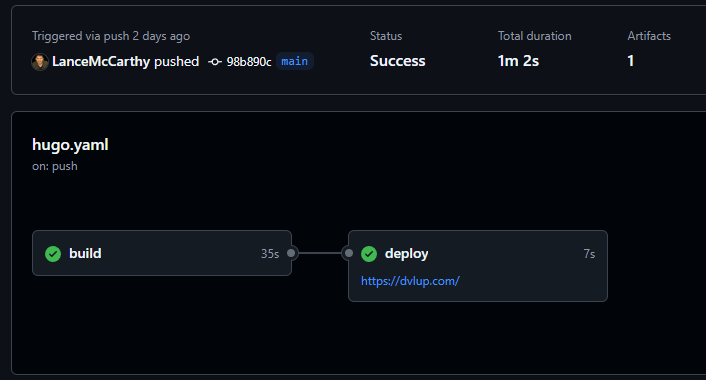 Triggered via push 2 days ago
LanceMcCarthy pushed 98b890c main
Status
Success
Total duration
1m 2s
Artifacts
1
hugo.yaml
on: push
build 35s
deploy 7s
https://dvlup.com/